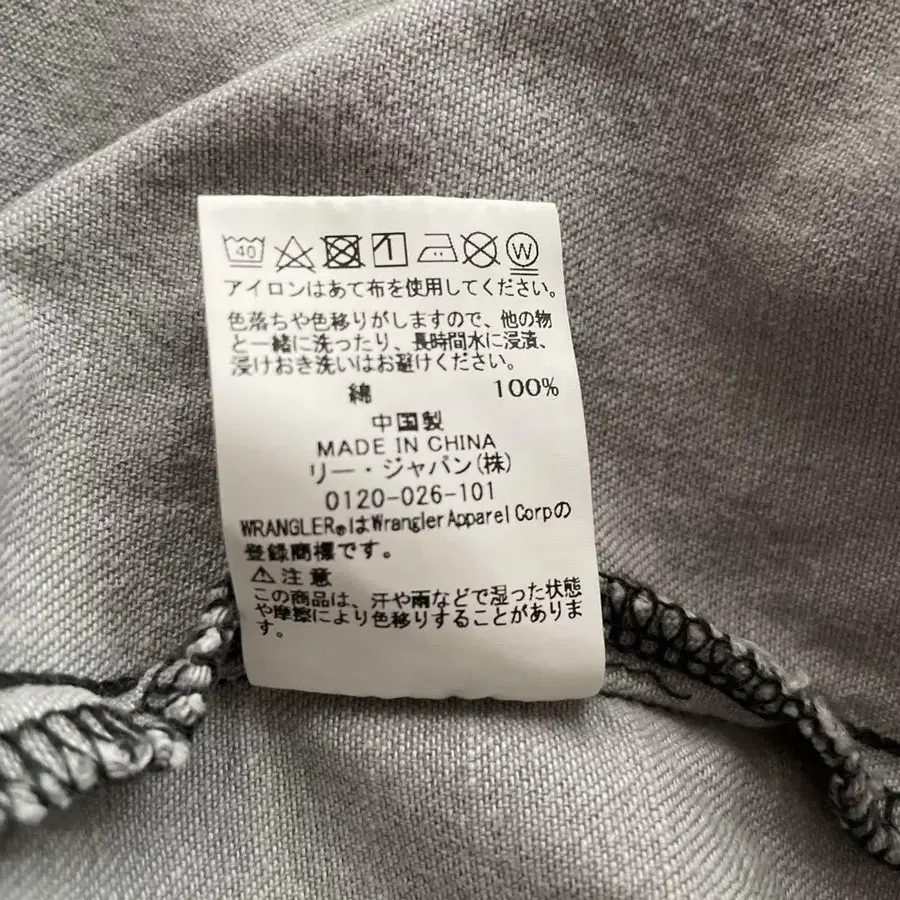 40 W
アイロンはあて布を使用してください。
色落ちや色移りがしますので、他の物
と一緒に洗ったり、長時間水に浸漬、
浸けおき洗いはお避けください。
綿 100%
中国製
MADE IN CHINA
リー・ジャパン(株)
0120-026-101
WRANGLER®はWrangler Apparel Corpの
登録商標です。
⚠注意
この商品は、汗や雨などで湿った状態
や摩擦により色移りすることがありま
す。